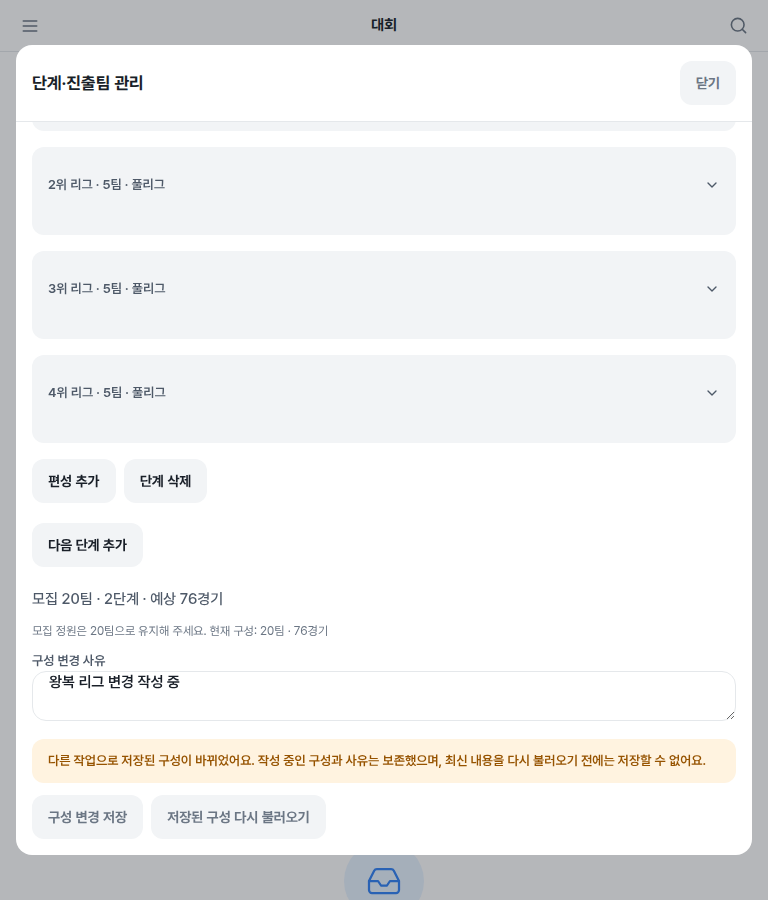 대회
단계·진출팀 관리
닫기
2위 리그 · 5팀 · 풀리그
3위 리그 · 5팀 · 풀리그
4위 리그 · 5팀 · 풀리그
편성 추가
단계 삭제
다음 단계 추가
모집 20팀 · 2단계 · 예상 76경기
모집 정원은 20팀으로 유지해 주세요. 현재 구성: 20팀 · 76경기
구성 변경 사유
왕복 리그 변경 작성 중
다른 작업으로 저장된 구성이 바뀌었어요. 작성 중인 구성과 사유는 보존했으며, 최신 내용을 다시 불러오기 전에는 저장할 수 없어요.
구성 변경 저장
저장된 구성 다시 불러오기